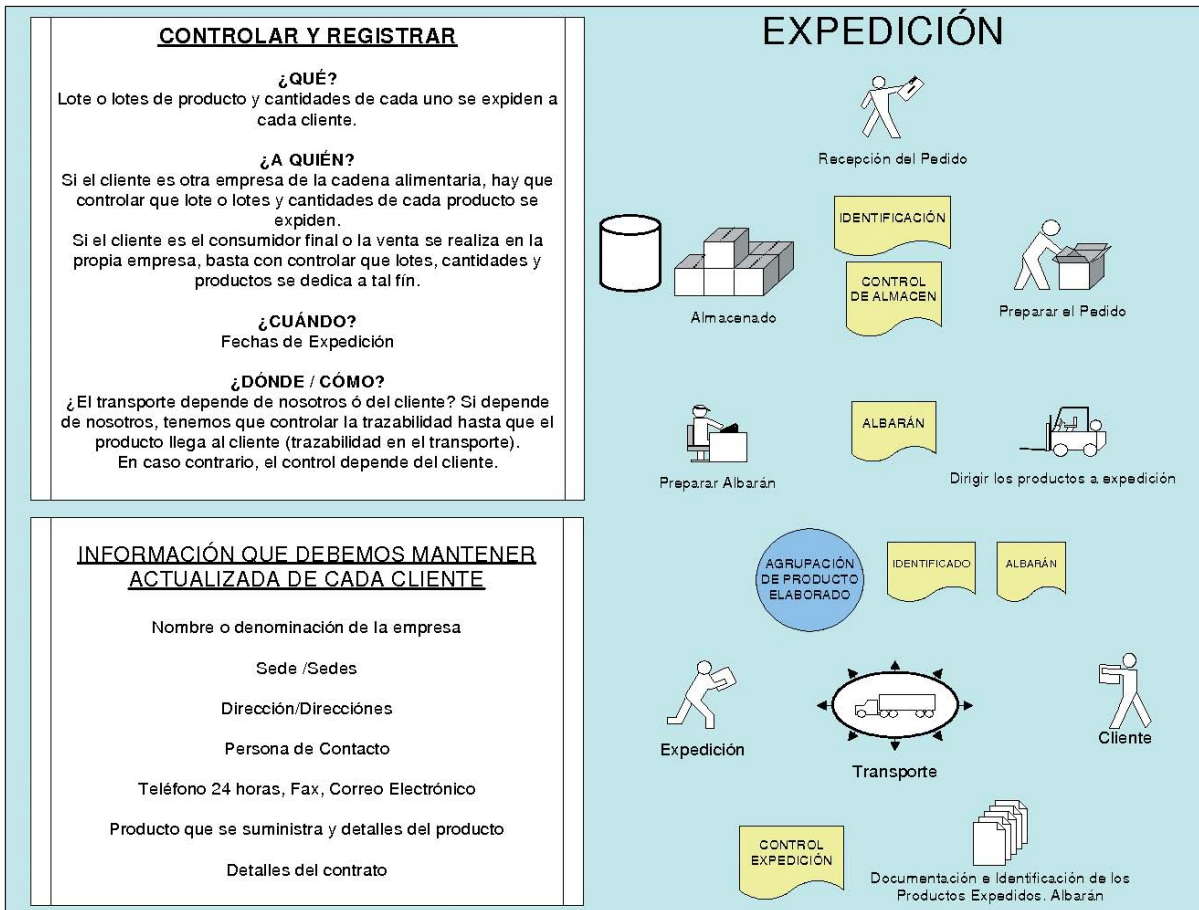 CONTROLAR Y REGISTRAR
¿QUÉ?
Lote o lotes de producto y cantidades de cada uno se expiden a
cada cliente.
¿A QUIÉN?
Si el cliente es otra empresa de la cadena alimentaria, hay que
controlar que lote o lotes y cantidades de cada producto se
expiden.
Si el cliente es el consumidor final o la venta se realiza en la
propia empresa, basta con controlar que lotes, cantidades y
productos se dedica a tal fín.
¿CUÁNDO?
Fechas de Expedición
¿DÓNDE / CÓMO?
¿El transporte depende de nosotros ó del cliente? Si depende
de nosotros, tenemos que controlar la trazabilidad hasta que el
producto llega al cliente (trazabilidad en el transporte).
En caso contrario, el control depende del cliente.
INFORMACIÓN QUE DEBEMOS MANTENER
ACTUALIZADA DE CADA CLIENTE
Nombre o denominación de la empresa
Sede /Sedes
Dirección/Direcciónes
Persona de Contacto
Teléfono 24 horas, Fax, Correo Electrónico
Producto que se suministra y detalles del producto
Detalles del contrato
EXPEDICIÓN
Recepción del Pedido
IDENTIFICACIÓN
CONTROL
DE ALMACEN
Almacenado
Preparar el Pedido
ALBARÁN
Preparar Albarán
Dirigir los productos a expedición
AGRUPACIÓN
DE PRODUCTO
ELABORADO
IDENTIFICADO
ALBARÁN
Expedición
Transporte
Cliente
CONTROL
EXPEDICIÓN
Documentación e Identificación de los
Productos Expedidos. Albarán